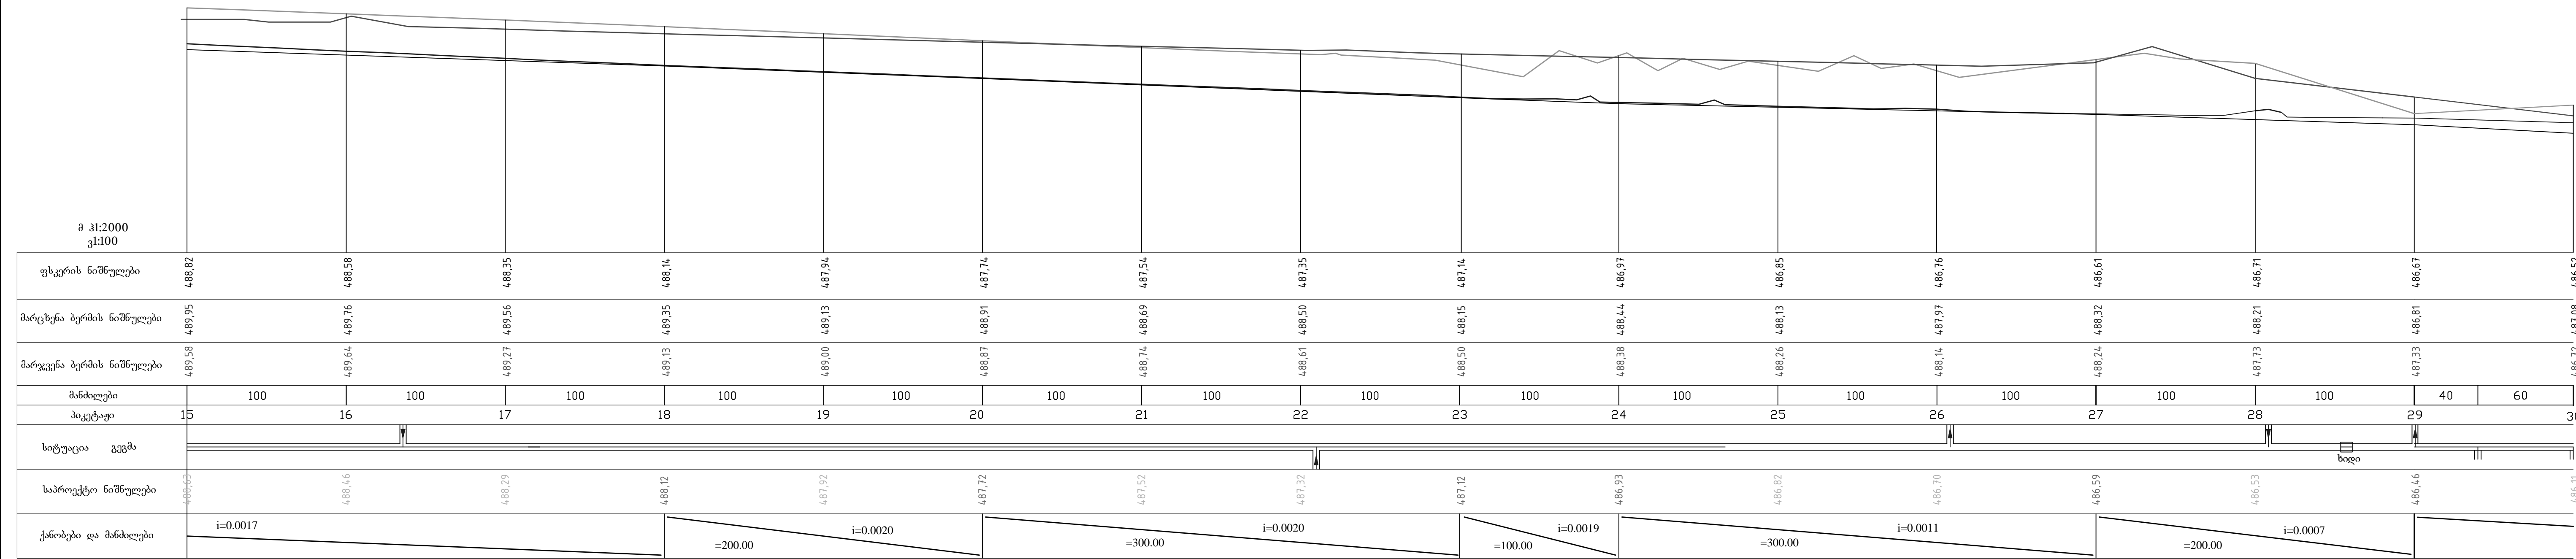 მ ჰ1:2000
ვ1:100
ფსკერის ნიშნულები 488,82 488,58 488,35 488,14 487,94 487,74 487,54 487,35 487,14 486,97 486,85 486,76 486,61 486,71 486,67
მარცხენა ბერმის ნიშნულები 489,95 489,76 489,56 489,35 489,13 488,91 488,69 488,50 488,15 488,44 488,13 487,97 488,32 488,21 486,81
მარჯვენა ბერმის ნიშნულები 489,58 489,64 489,27 489,13 489,00 488,87 488,74 488,61 488,50 488,38 488,26 488,14 488,24 487,73 487,33
მანძილები 100 100 100 100 100 100 100 100 100 100 100 100 100 100 40 60
პიკეტაჟი 15 16 17 18 19 20 21 22 23 24 25 26 27 28 29
სიტუაცია გეგმა
ხიდი
საპროექტო ნიშნულები 488,46 488,29 488,12 487,92 487,72 487,52 487,32 487,12 486,93 486,82 486,70 486,59 486,53 486,46
ქანობები და მანძილები i=0.0017 =200.00 i=0.0020 =300.00 i=0.0020 =100.00 i=0.0019 =300.00 i=0.0011 =200.00 i=0.0007